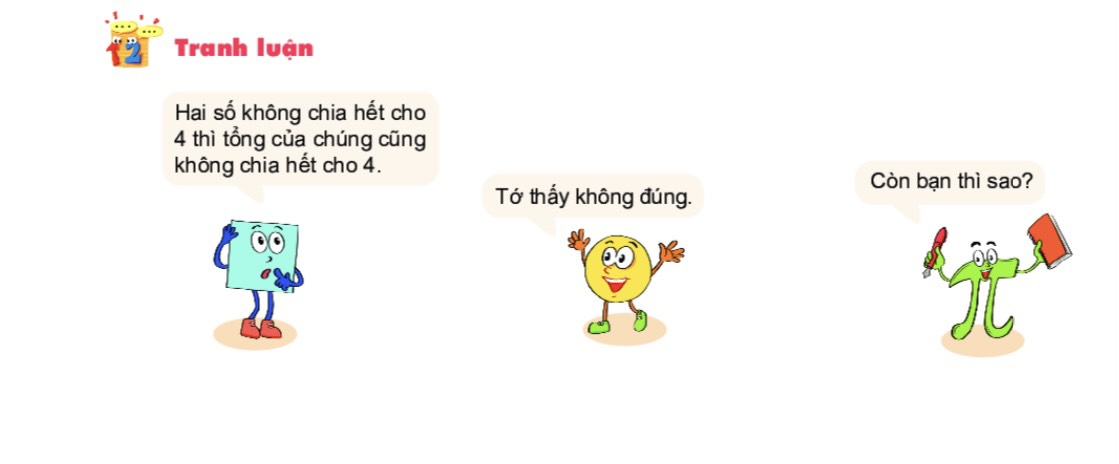 Tranh luận
Hai số không chia hết cho
4 thì tổng của chúng cũng
không chia hết cho 4.
Tớ thấy không đúng.
Còn bạn thì sao?